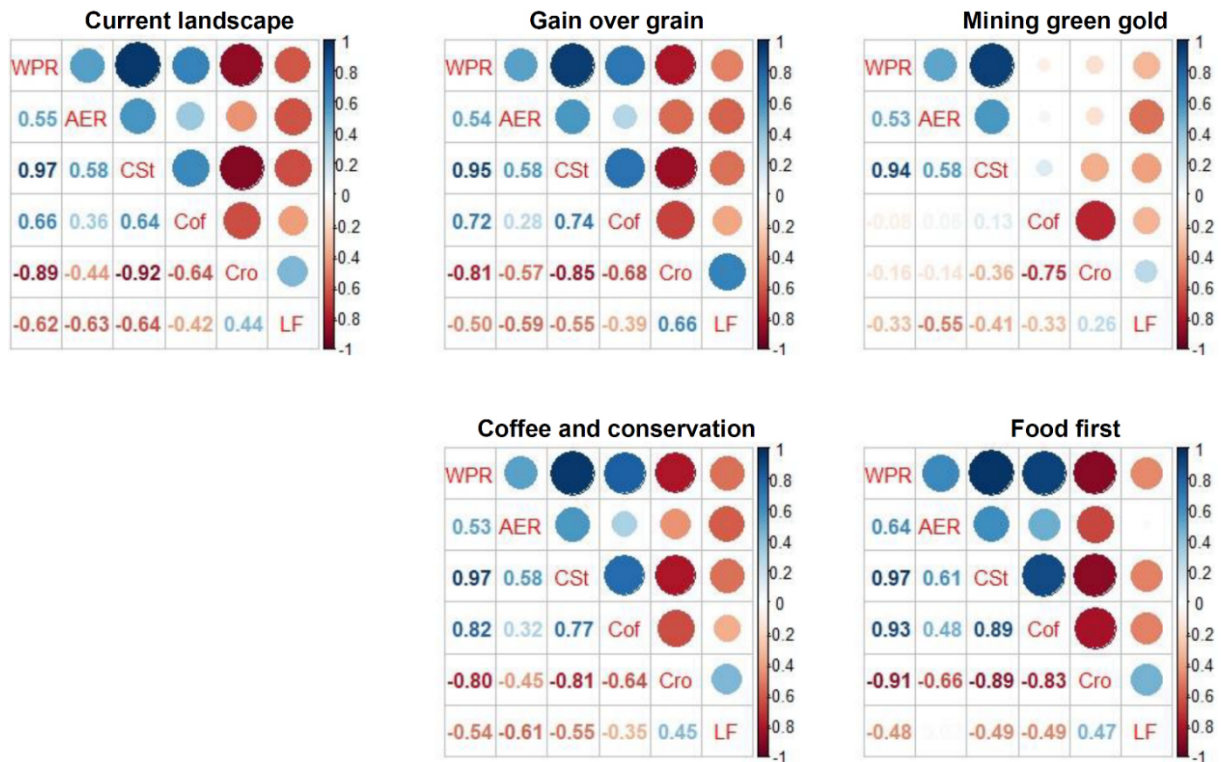 Current landscape
WPR
0.55 AER
0.97 0.58 CSt
0.66 0.36 0.64 Cof
-0.89 -0.44 -0.92 -0.64 Cro
-0.62 -0.63 -0.64 -0.42 0.44 LF
1
0.8
0.6
0.4
0.2
0
-0.2
-0.4
-0.6
-0.8
-1
Gain over grain
WPR
0.54 AER
0.95 0.58 CSt
0.72 0.28 0.74 Cof
-0.81 -0.57 -0.85 -0.68 Cro
-0.50 -0.59 -0.55 -0.39 0.66 LF
1
0.8
0.6
0.4
0.2
0
-0.2
-0.4
-0.6
-0.8
-1
Mining green gold
WPR
0.53 AER
0.94 0.58 CSt
-0.08 0.13 Cof
-0.16 -0.14 -0.36 -0.75 Cro
-0.33 -0.55 -0.41 -0.33 0.26 LF
1
0.8
0.6
0.4
0.2
0
-0.2
-0.4
-0.6
-0.8
-1
Coffee and conservation
WPR
0.53 AER
0.97 0.58 CSt
0.82 0.32 0.77 Cof
-0.80 -0.45 -0.81 -0.64 Cro
-0.54 -0.61 -0.55 -0.35 0.45 LF
1
0.8
0.6
0.4
0.2
0
-0.2
-0.4
-0.6
-0.8
-1
Food first
WPR
0.64 AER
0.97 0.61 CSt
0.93 0.48 0.89 Cof
-0.91 -0.66 -0.89 -0.83 Cro
-0.48 -0.49 -0.49 0.47 LF
1
0.8
0.6
0.4
0.2
0
-0.2
-0.4
-0.6
-0.8
-1